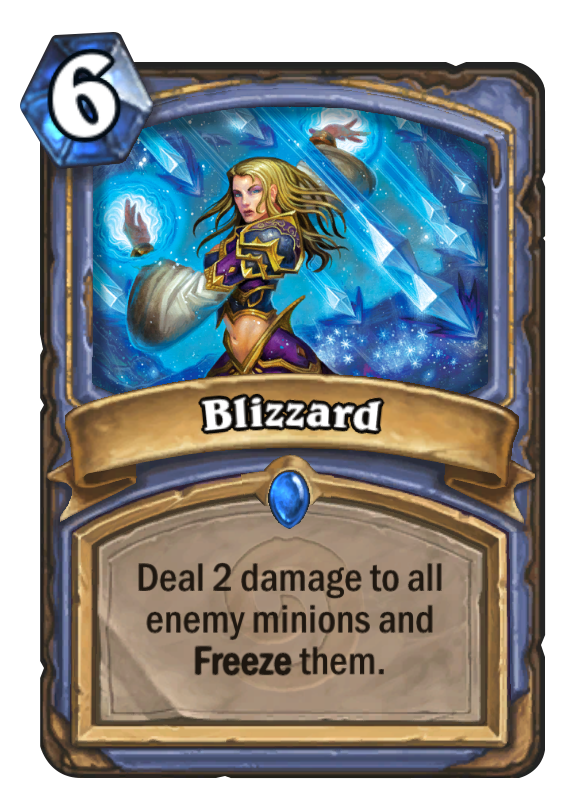 6
Blizzard
Deal 2 damage to all
enemy minions and
Freeze them.